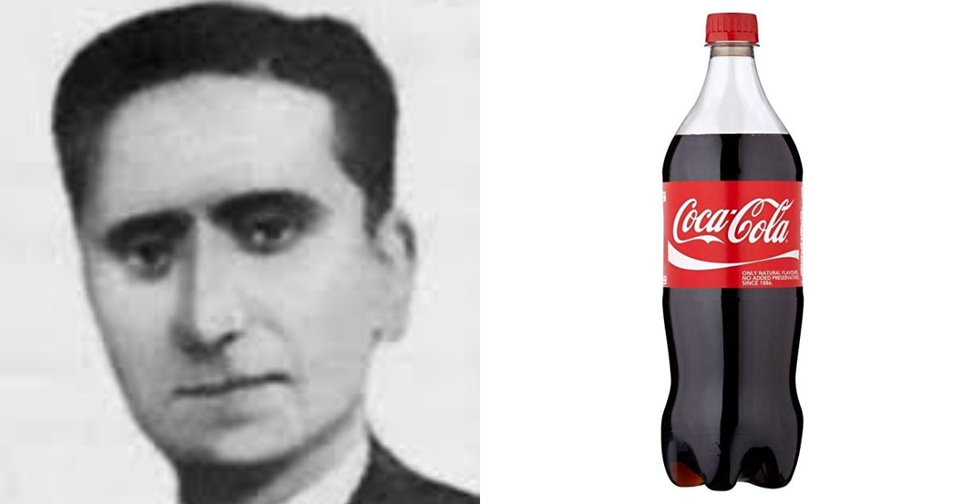 Coca-Cola
ONLY NATURAL FLAVOURS
NO ADDED PRESERVATIVES
SINCE 1886.